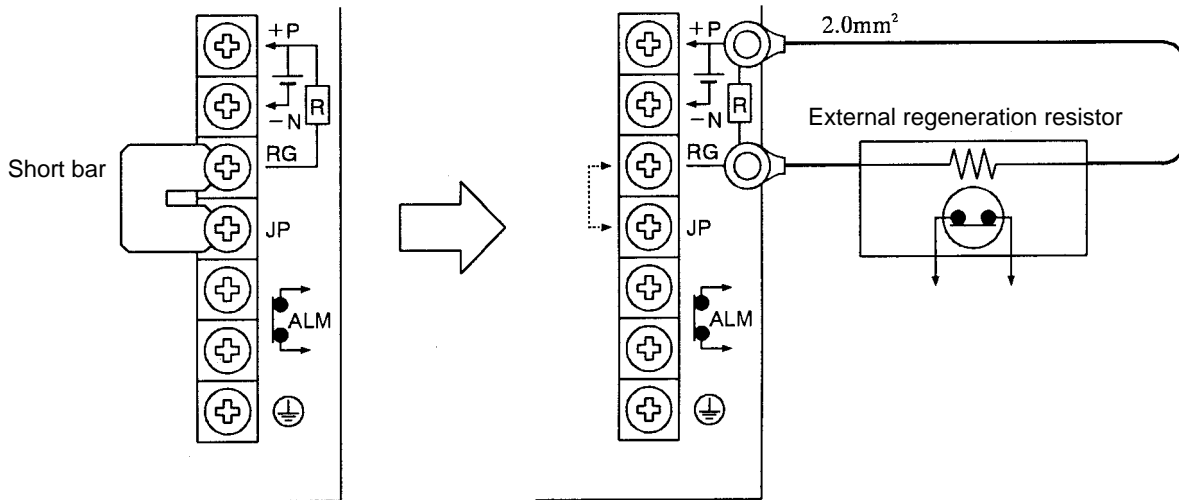 +P
R
−N
RG
Short bar
JP
ALM
+P
2.0mm²
R
−N
External regeneration resistor
RG
JP
ALM